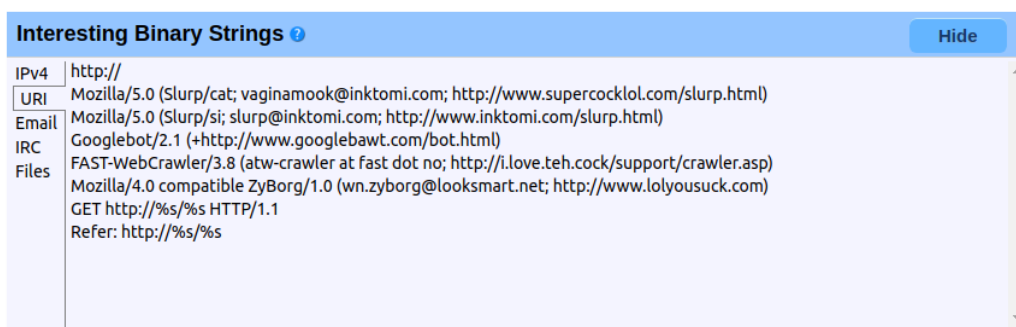 Interesting Binary Strings ?
Hide
IPv4
URI
Email
IRC
Files
http://
Mozilla/5.0 (Slurp/cat; vaginamook@inktomi.com; http://www.supercocklol.com/slurp.html)
Mozilla/5.0 (Slurp/si; slurp@inktomi.com; http://www.inktomi.com/slurp.html)
Googlebot/2.1 (+http://www.googlebawt.com/bot.html)
FAST-WebCrawler/3.8 (atw-crawler at fast dot no; http://i.love.teh.cock/support/crawler.asp)
Mozilla/4.0 compatible ZyBorg/1.0 (wn.zyborg@looksmart.net; http://www.lolyousuck.com)
GET http://%s/%s HTTP/1.1
Refer: http://%s/%s